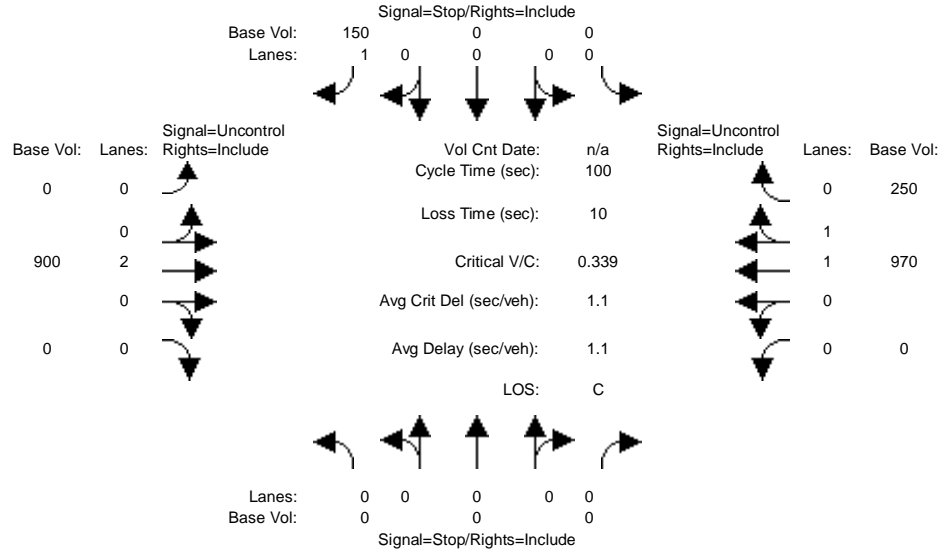 Signal=Stop/Rights=Include
Base Vol: 150 0 0
Lanes: 1 0 0 0 0
Signal=Uncontrol
Rights=Include
Base Vol: Lanes:
Vol Cnt Date: n/a
Signal=Uncontrol
Rights=Include
Lanes: Base Vol:
Cycle Time (sec): 100
0 0
0 250
Loss Time (sec): 10
0
1
900 2
Critical V/C: 0.339
1 970
0
Avg Crit Del (sec/veh): 1.1
0
0 0
Avg Delay (sec/veh): 1.1
0 0
LOS: C
Lanes: 0 0 0 0 0
Base Vol: 0 0 0
Signal=Stop/Rights=Include